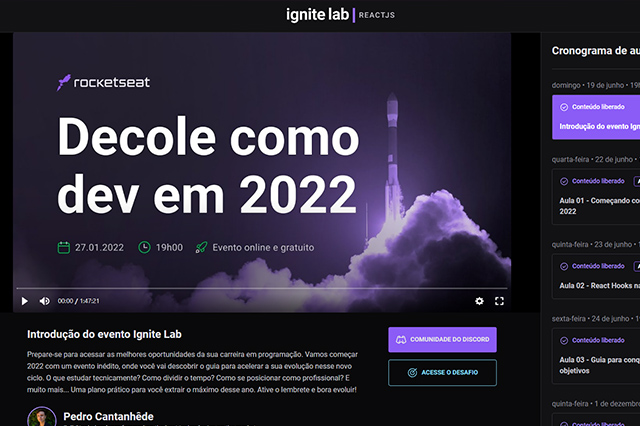 ignite lab | REACTJS
rocketseat
Decole como
dev em 2022
27.01.2022 19h00 Evento online e gratuito
00:00 / 1:47:21
Introdução do evento Ignite Lab
Prepare-se para acessar as melhores oportunidades da sua carreira em programação. Vamos começar
2022 com um evento inédito, onde você vai descobrir o guia para acelerar a sua evolução nesse novo
ciclo. O que estudar tecnicamente? Como dividir o tempo? Como se posicionar como profissional? E
muito mais... Uma plano prático para você extrair o máximo desse ano. Ative o lembrete e bora evoluir!
COMUNIDADE DO DISCORD
ACESSE O DESAFIO
Pedro Cantanhêde
Cronograma de au
domingo • 19 de junho • 19h
Conteúdo liberado
Introdução do evento Ign
quarta-feira • 22 de junho •
Conteúdo liberado
Aula 01 - Começando co
2022
quinta-feira • 23 de junho •
Conteúdo liberado
Aula 02 - React Hooks na
sexta-feira • 24 de junho • 1
Conteúdo liberado
Aula 03 - Guia para conq
objetivos
quinta-feira • 1 de dezembro
Conteúdo liberado